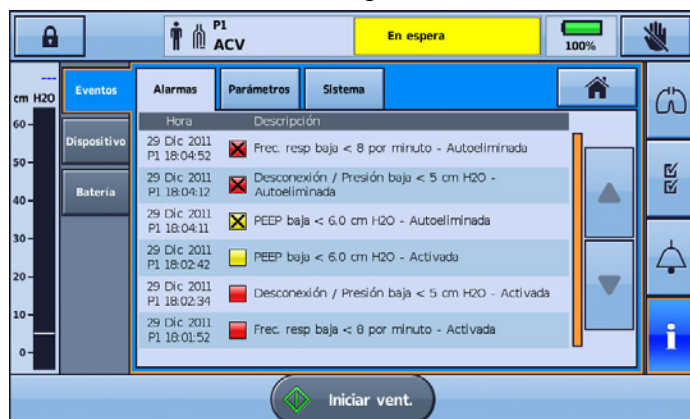 P1
ACV
En espera
100%
---
cm H2O
60
50
40
30
20
10
0
Eventos
Dispositivo
Batería
Alarmas
Parámetros
Sistema
Hora
Descripción
29 Dic 2011
P1 18:04:52
Frec. resp baja < 8 por minuto - Autoeliminada
29 Dic 2011
P1 18:04:12
Desconexión / Presión baja < 5 cm H2O -
Autoeliminada
29 Dic 2011
P1 18:04:11
PEEP baja < 6.0 cm H2O - Autoeliminada
29 Dic 2011
P1 18:02:42
PEEP baja < 6.0 cm H2O - Activada
29 Dic 2011
P1 18:02:34
Desconexión / Presión baja < 5 cm H2O - Activada
29 Dic 2011
P1 18:01:52
Frec. resp baja < 8 por minuto - Activada
i
Iniciar vent.